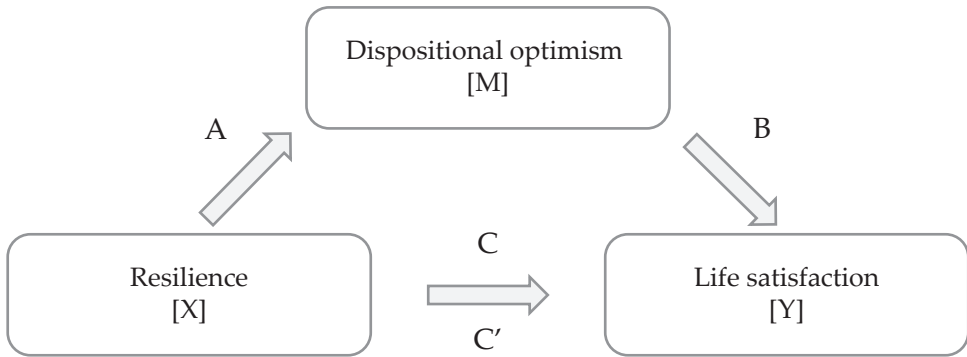 Dispositional optimism
[M]
A
B
Resilience
[X]
C
C′
Life satisfaction
[Y]